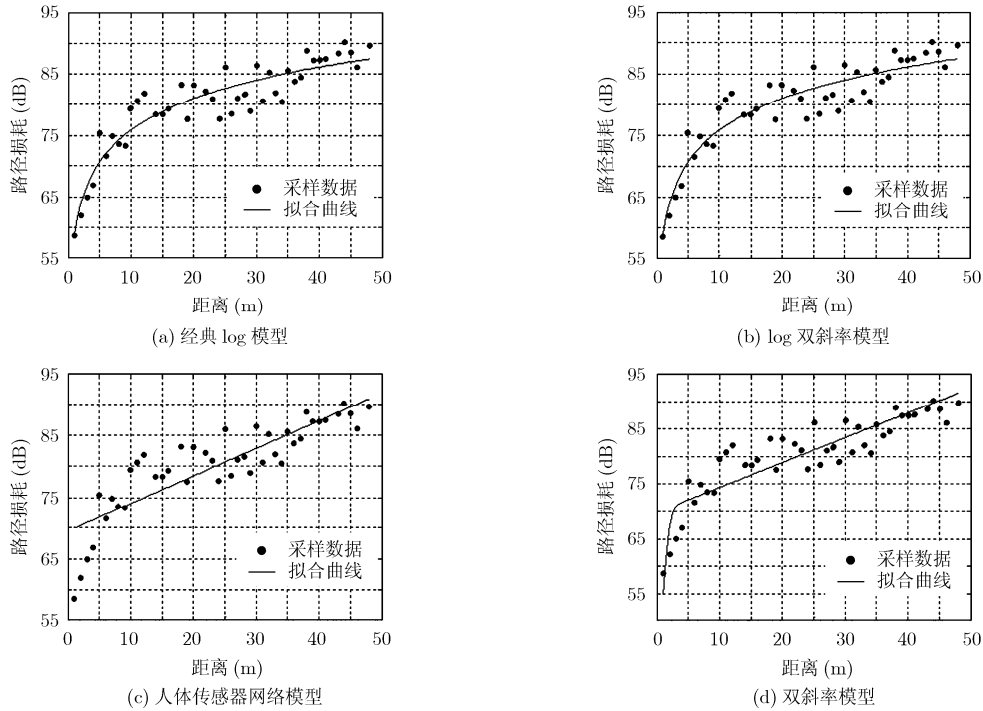 95
85
75
65
55
路径损耗 (dB)
采样数据
拟合曲线
0 10 20 30 40 50
距离 (m)
(a) 经典 log 模型
95
85
75
65
55
路径损耗 (dB)
采样数据
拟合曲线
0 10 20 30 40 50
距离 (m)
(b) log 双斜率模型
95
85
75
65
55
路径损耗 (dB)
采样数据
拟合曲线
0 10 20 30 40 50
距离 (m)
(c) 人体传感器网络模型
95
85
75
65
55
路径损耗 (dB)
采样数据
拟合曲线
0 10 20 30 40 50
距离 (m)
(d) 双斜率模型